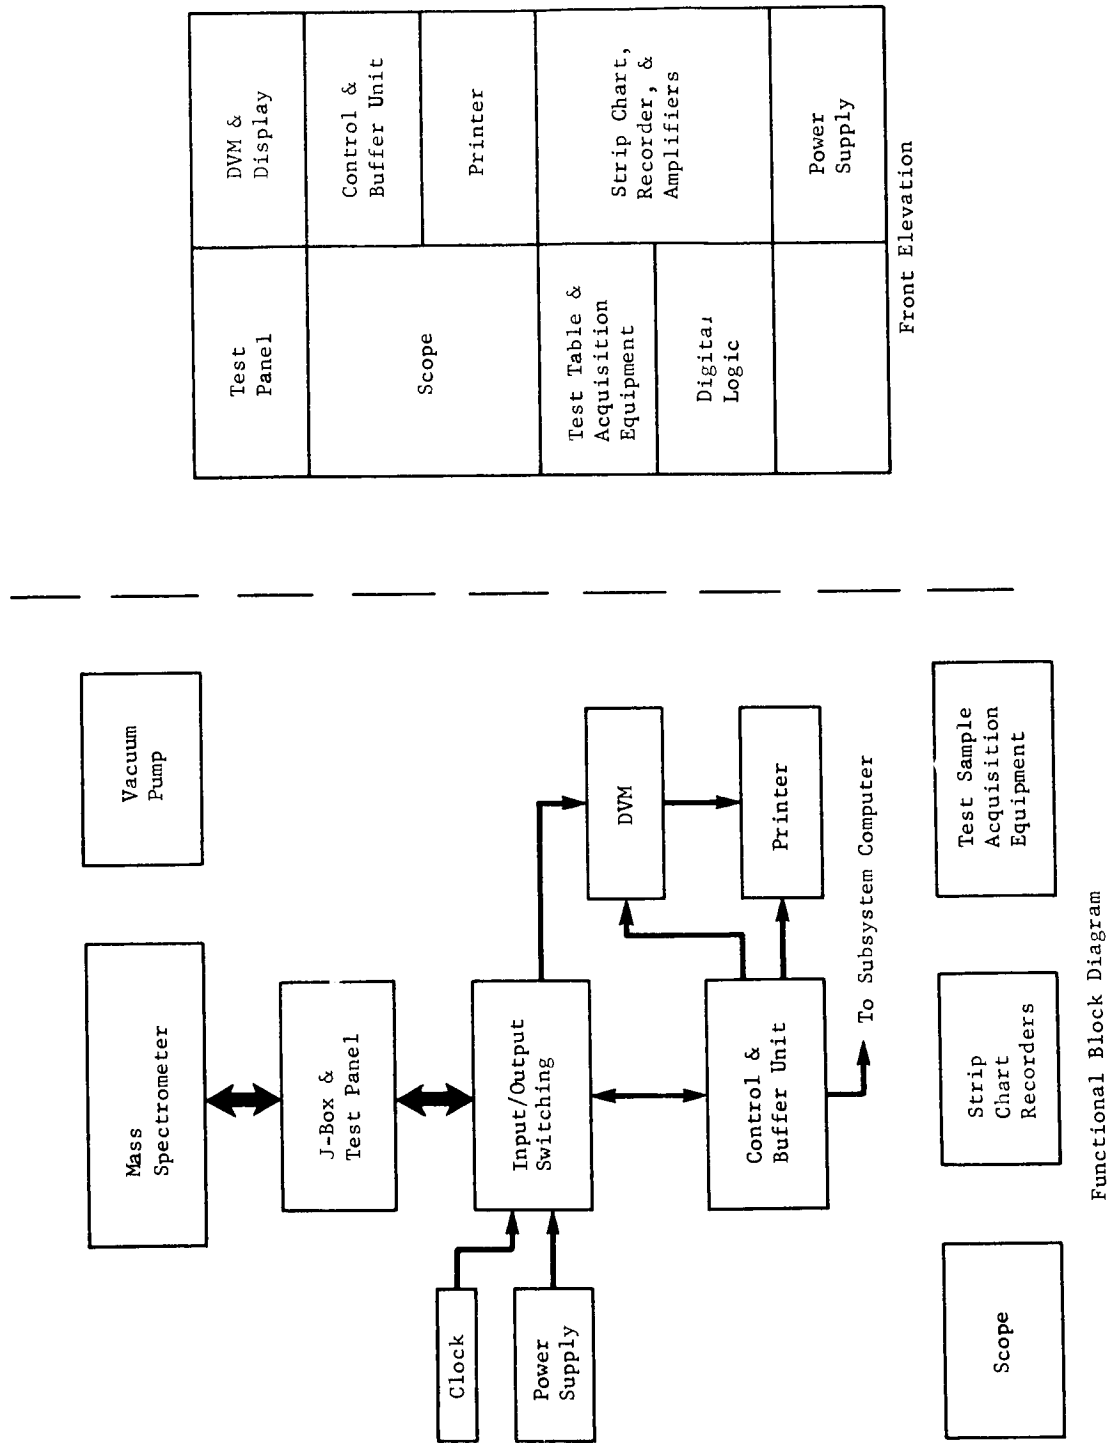 Mass
Spectrometer
Vacuum
Pump
J-Box &
Test Panel
Clock
Power
Supply
Input/Output
Switching
DVM
Control &
Buffer Unit
Printer
To Subsystem Computer
Scope
Strip
Chart
Recorders
Test Sample
Acquisition
Equipment
Functional Block Diagram
Test
Panel
DVM &
Display
Scope
Control &
Buffer Unit
Printer
Test Table &
Acquisition
Equipment
Strip Chart,
Recorder, &
Amplifiers
Digital
Logic
Power
Supply
Front Elevation